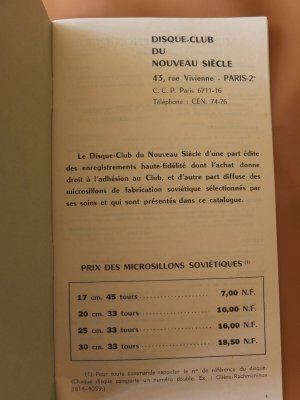 DISQUE-CLUB
DU
NOUVEAU SIÈCLE
43, rue Vivienne - PARIS-2e
C. C. P. Paris 6711-16
Téléphone : CEN. 74-76
Le Disque-Club du Nouveau Siècle d'une part édite
des enregistrements haute-fidélité dont l'achat donne
droit à l'adhésion au Club, et d'autre part diffuse des
microsillons de fabrication soviétique sélectionnés par
ses soins et qui sont présentés dans ce catalogue.
PRIX DES MICROSILLONS SOVIÉTIQUES (1)
17 cm. 45 tours .................... 7,00 N.F.
20 cm. 33 tours .................... 10,00 N.F.
25 cm. 33 tours .................... 16,00 N.F.
30 cm. 33 tours .................... 18,50 N.F.
(1) Pour toute commande rappeler le n° de référence du disque.
(Chaque disque comporte un numéro double. Ex. : Glière-Rachmaninov
3814-4059.)